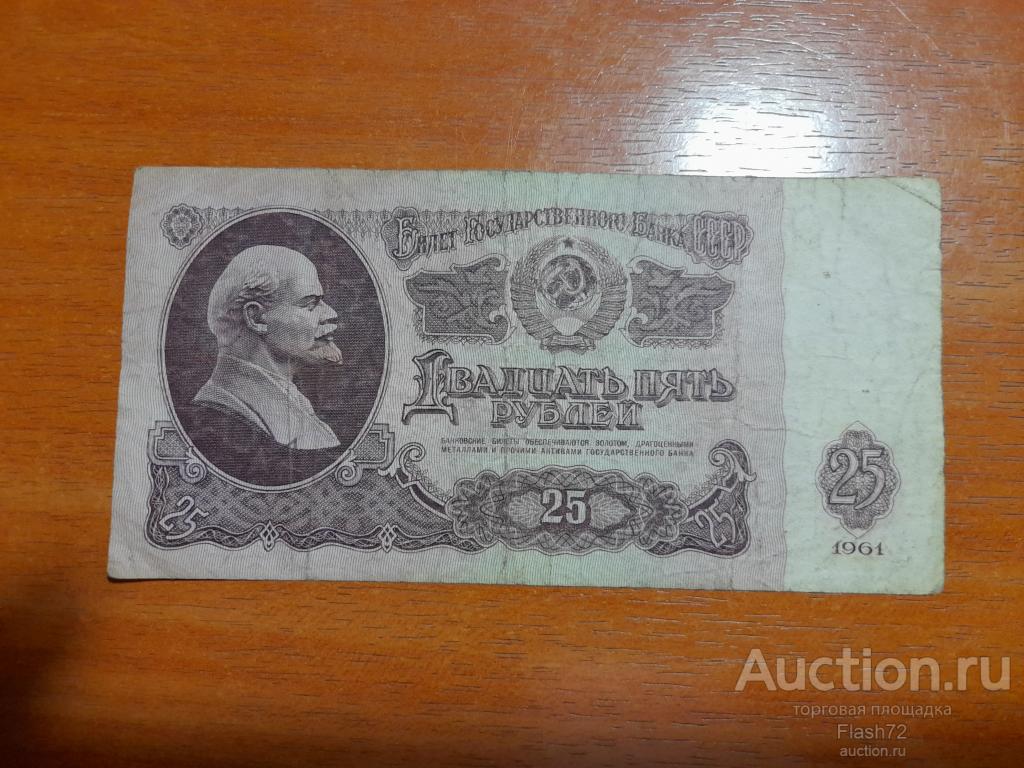 Билет Государственного Банка СССР
Двадцать пять
рублей
БАНКОВСКИЕ БИЛЕТЫ ОБЕСПЕЧИВАЮТСЯ ЗОЛОТОМ, ДРАГОЦЕННЫМИ
МЕТАЛЛАМИ И ПРОЧИМИ АКТИВАМИ ГОСУДАРСТВЕННОГО БАНКА
25
25
25
25
1961
Auction.ru
торговая площадка
Flash72
auction.ru